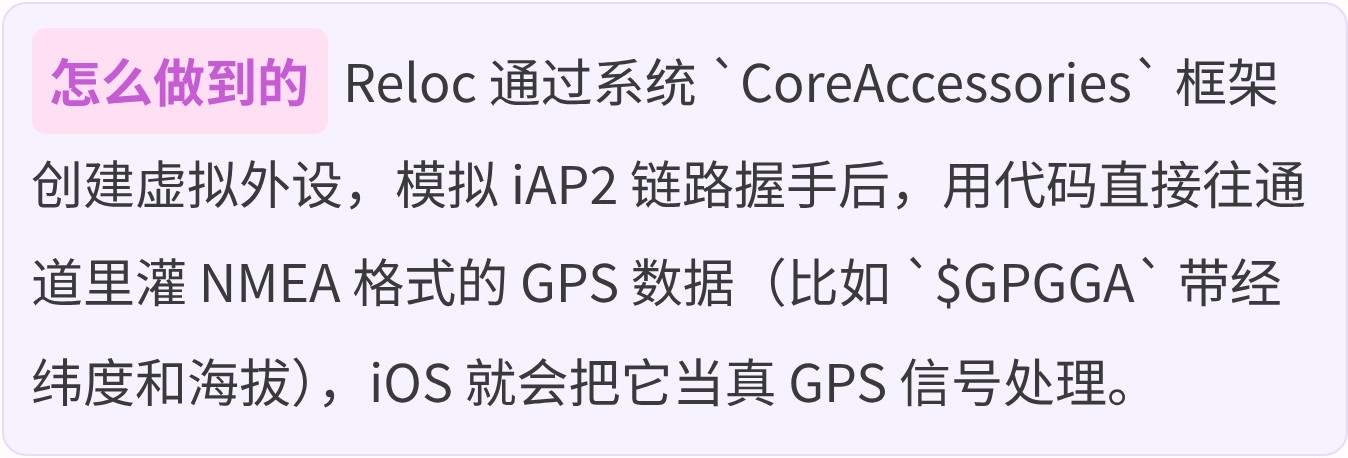 怎么做到的 Reloc 通过系统 `CoreAccessories` 框架
创建虚拟外设，模拟 iAP2 链路握手后，用代码直接往通
道里灌 NMEA 格式的 GPS 数据（比如 `$GPGGA` 带经
纬度和海拔），iOS 就会把它当真 GPS 信号处理。